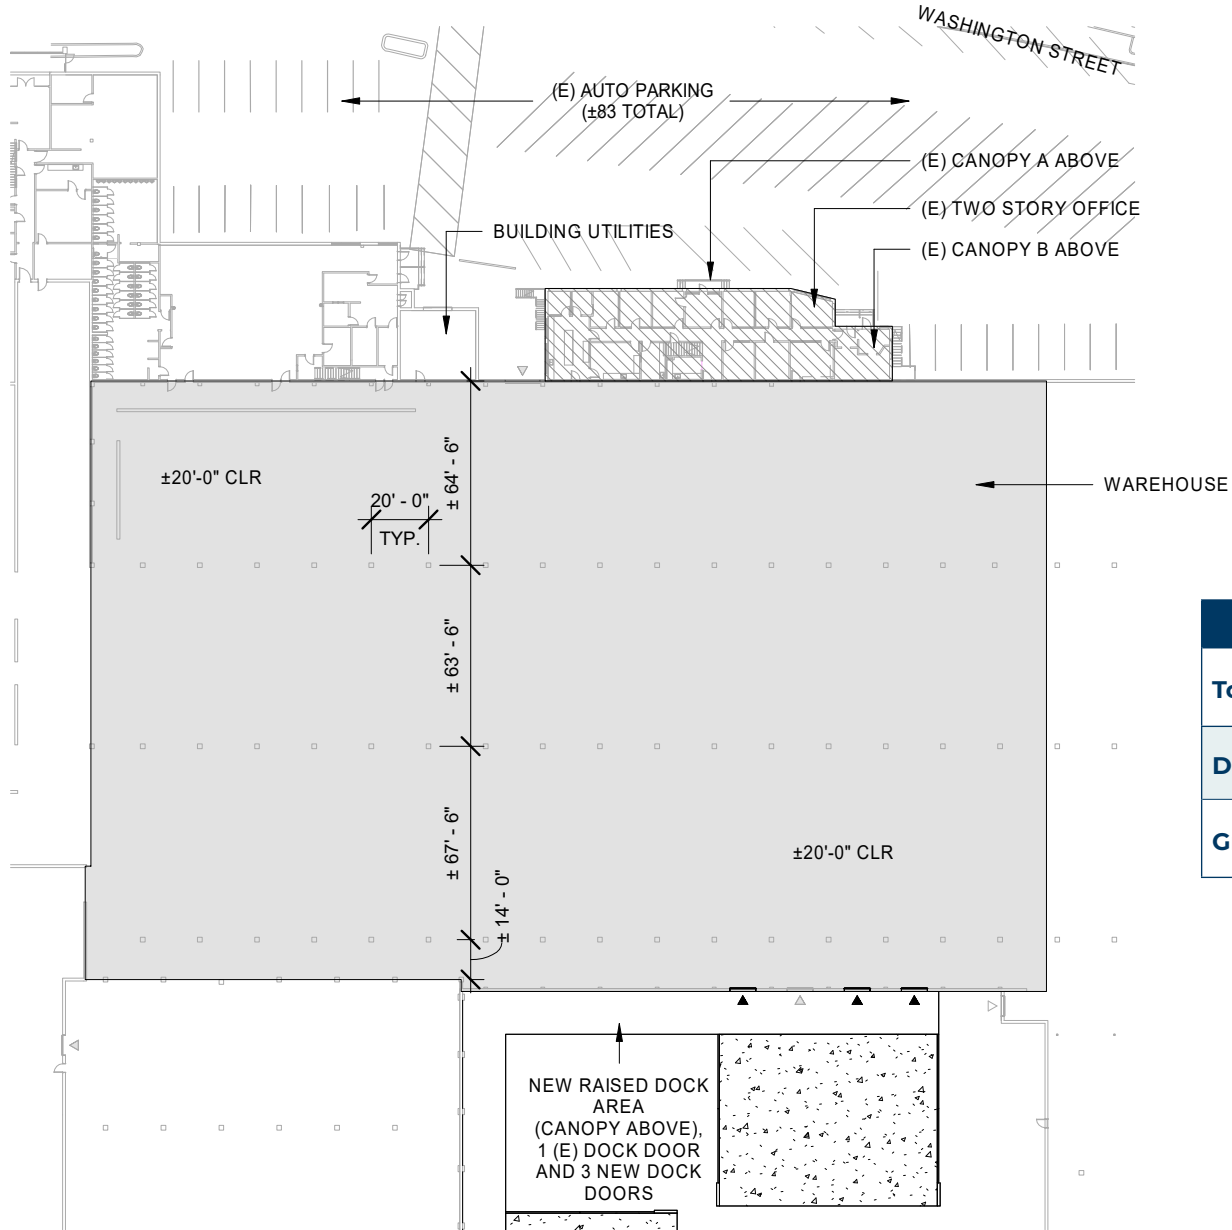 WASHINGTON STREET
(E) AUTO PARKING
(±83 TOTAL)
(E) CANOPY A ABOVE
(E) TWO STORY OFFICE
BUILDING UTILITIES
(E) CANOPY B ABOVE
± 64' - 6"
±20'-0" CLR
20' - 0"
TYP.
WAREHOUSE
± 63' - 6"
± 67' - 6"
±20'-0" CLR
± 14' - 0"
NEW RAISED DOCK
AREA
(CANOPY ABOVE),
1 (E) DOCK DOOR
AND 3 NEW DOCK
DOORS